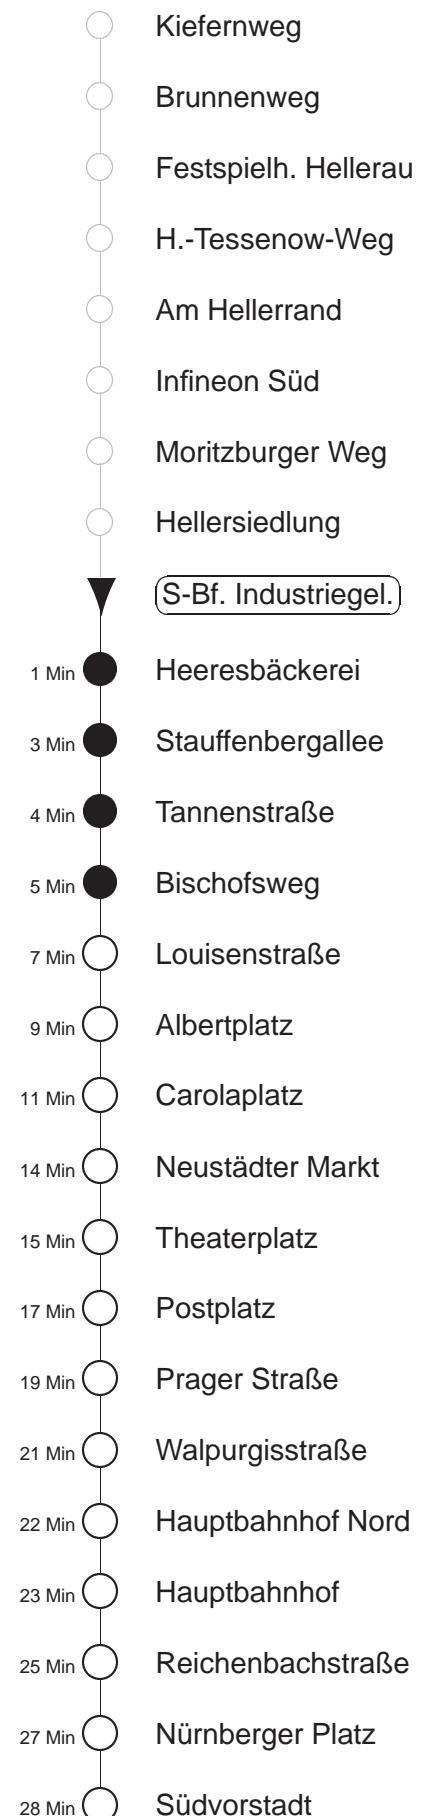 Kiefernweg
Brunnenweg
Festspielh. Hellerau
H.-Tessenow-Weg
Am Hellerrand
Infineon Süd
Moritzburger Weg
Hellersiedlung
S-Bf. Industriegel.
1 Min Heeresbäckerei
3 Min Stauffenbergallee
4 Min Tannenstraße
5 Min Bischofsweg
7 Min Louisenstraße
9 Min Albertplatz
11 Min Carolaplatz
14 Min Neustädter Markt
15 Min Theaterplatz
17 Min Postplatz
19 Min Prager Straße
21 Min Walpurgisstraße
22 Min Hauptbahnhof Nord
23 Min Hauptbahnhof
25 Min Reichenbachstraße
27 Min Nürnberger Platz
28 Min Südvorstadt